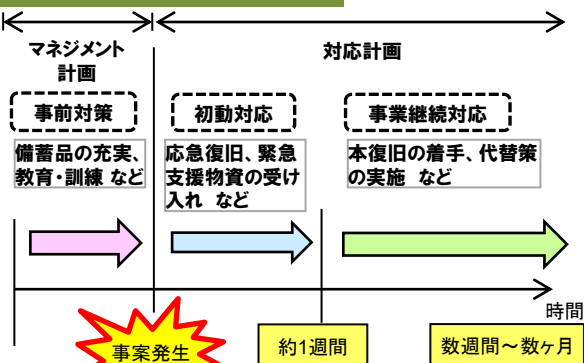 マネジメント
計画
対応計画
事前対策
初動対応
事業継続対応
備蓄品の充実、
教育・訓練 など
応急復旧、緊急
支援物資の受け
入れ など
本復旧の着手、代替策
の実施 など
時間
事案発生
約1週間
数週間～数ヶ月